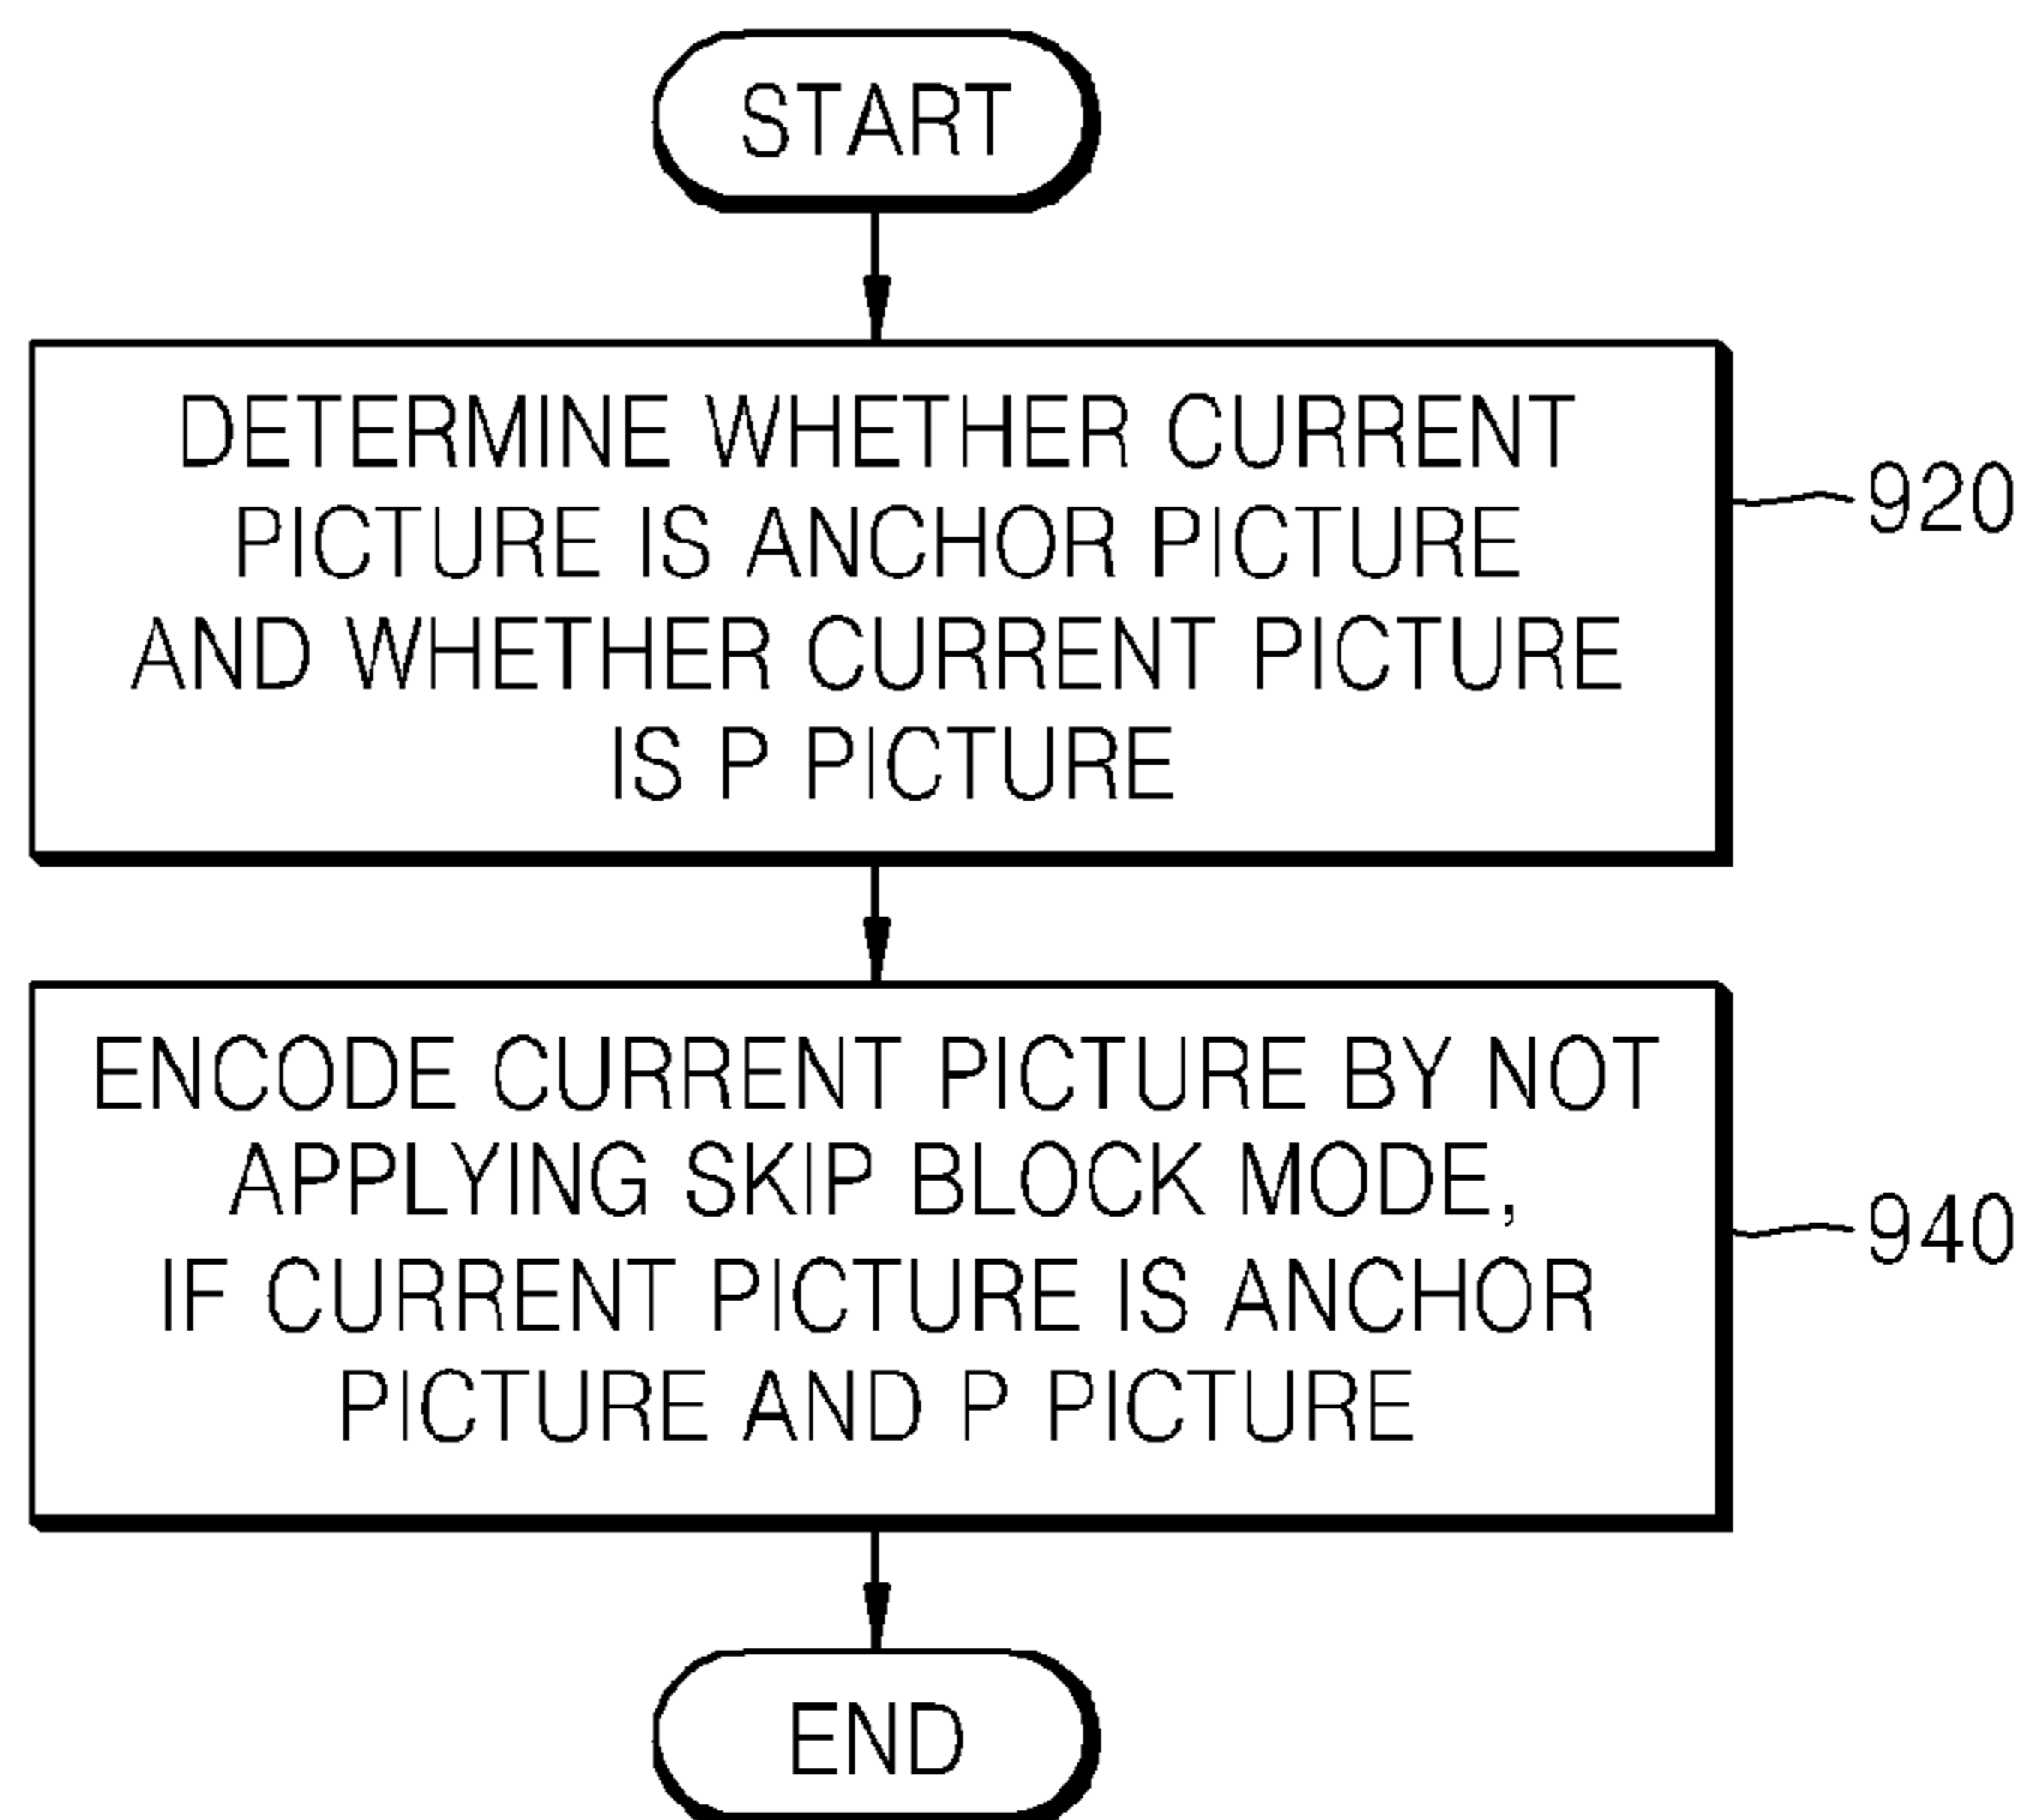 START
DETERMINE WHETHER CURRENT
PICTURE IS ANCHOR PICTURE
AND WHETHER CURRENT PICTURE
IS P PICTURE
920
ENCODE CURRENT PICTURE BY NOT
APPLYING SKIP BLOCK MODE,
IF CURRENT PICTURE IS ANCHOR
PICTURE AND P PICTURE
940
END